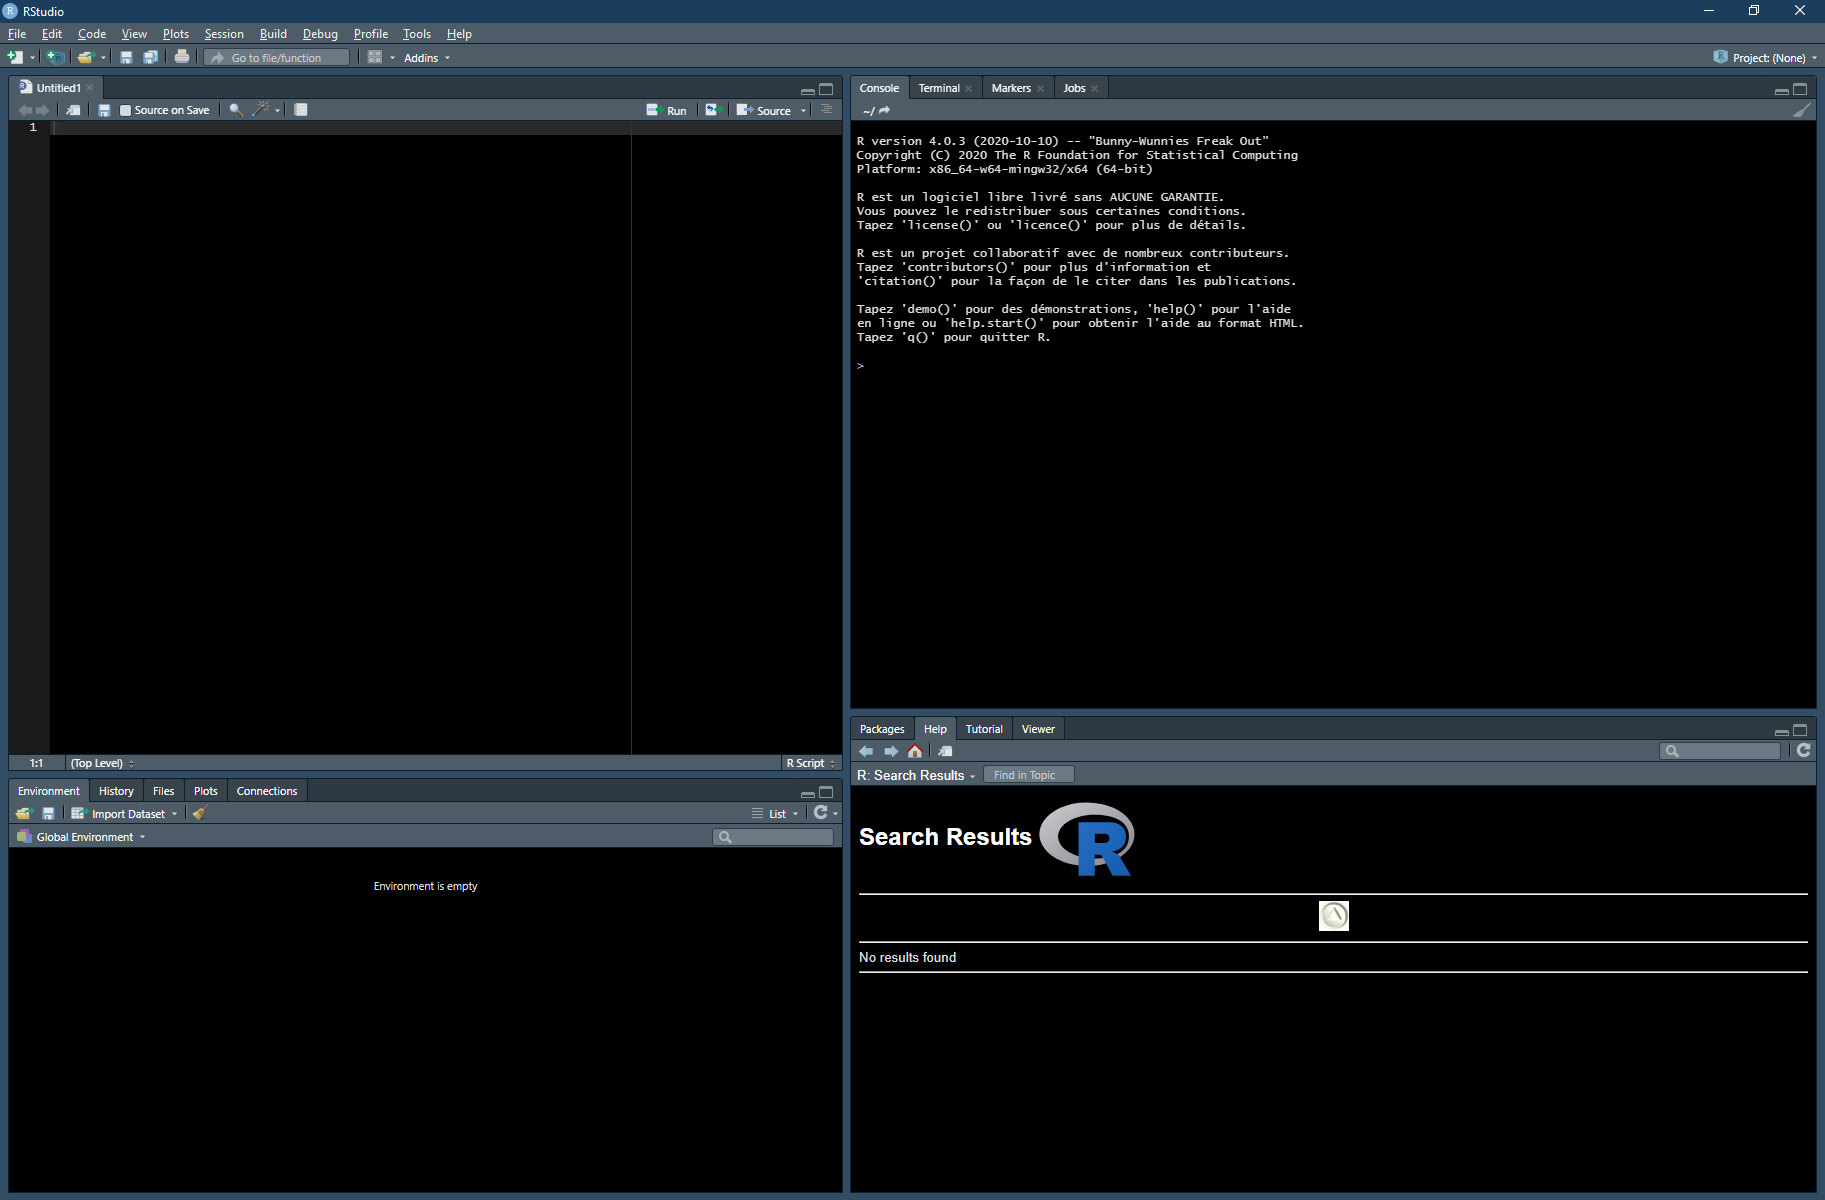 RStudio
File Edit Code View Plots Session Build Debug Profile Tools Help
Go to file/function Addins Project: (None)
Untitled1
Source on Save Run Source
1
1:1 (Top Level) R Script
Environment History Files Plots Connections
Import Dataset List
Global Environment
Environment is empty
Console Terminal Markers Jobs
~/
R version 4.0.3 (2020-10-10) -- "Bunny-Wunnies Freak Out"
Copyright (C) 2020 The R Foundation for Statistical Computing
Platform: x86_64-w64-mingw32/x64 (64-bit)
R est un logiciel libre livré sans AUCUNE GARANTIE.
Vous pouvez le redistribuer sous certaines conditions.
Tapez 'license()' ou 'licence()' pour plus de détails.
R est un projet collaboratif avec de nombreux contributeurs.
Tapez 'contributors()' pour plus d'information et
'citation()' pour la façon de le citer dans les publications.
Tapez 'demo()' pour des démonstrations, 'help()' pour l'aide
en ligne ou 'help.start()' pour obtenir l'aide au format HTML.
Tapez 'q()' pour quitter R.
>
Packages Help Tutorial Viewer
R: Search Results Find in Topic
Search Results R
No results found